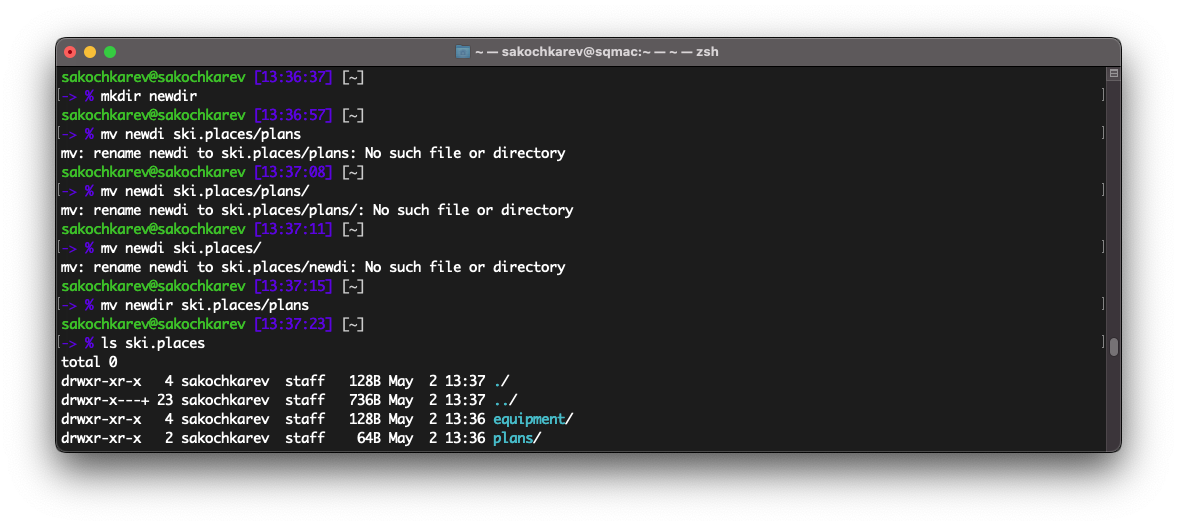 ~ — sakochkarev@sqmac:~ — ~ — zsh
sakochkarev@sakochkarev [13:36:37] [~]
[-> % mkdir newdir ]
sakochkarev@sakochkarev [13:36:57] [~]
[-> % mv newdi ski.places/plans ]
mv: rename newdi to ski.places/plans: No such file or directory
sakochkarev@sakochkarev [13:37:08] [~]
[-> % mv newdi ski.places/plans/ ]
mv: rename newdi to ski.places/plans/: No such file or directory
sakochkarev@sakochkarev [13:37:11] [~]
[-> % mv newdi ski.places/ ]
mv: rename newdi to ski.places/newdi: No such file or directory
sakochkarev@sakochkarev [13:37:15] [~]
[-> % mv newdir ski.places/plans ]
sakochkarev@sakochkarev [13:37:23] [~]
[-> % ls ski.places ]
total 0
drwxr-xr-x   4 sakochkarev  staff   128B May  2 13:37 ./
drwxr-x---+ 23 sakochkarev  staff   736B May  2 13:37 ../
drwxr-xr-x   4 sakochkarev  staff   128B May  2 13:36 equipment/
drwxr-xr-x   2 sakochkarev  staff    64B May  2 13:36 plans/